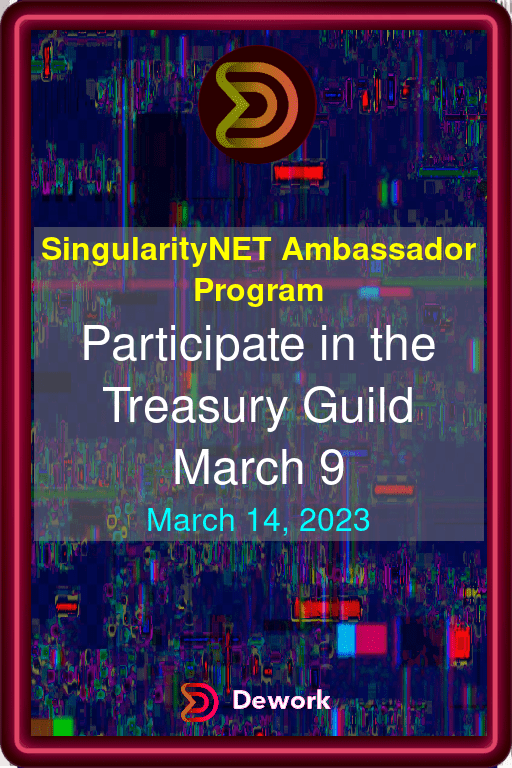 SingularityNET Ambassador
Program
Participate in the
Treasury Guild
March 9
March 14, 2023
Dework